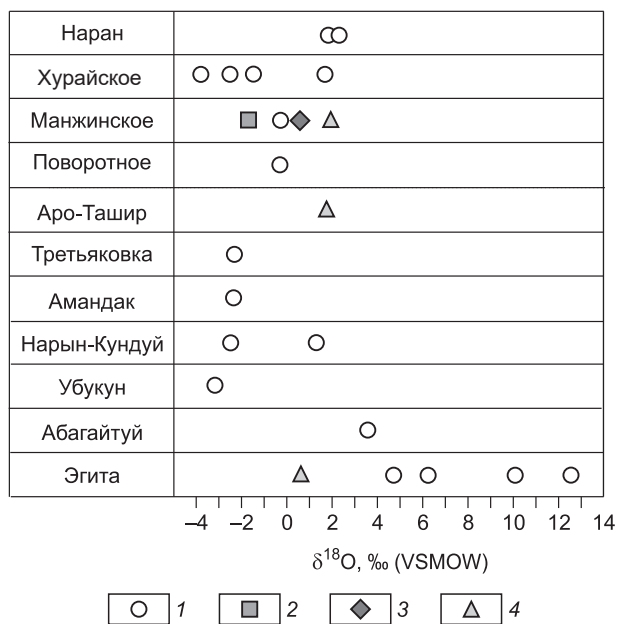 Наран
Хурайское
Манжинское
Поворотное
Аро-Ташир
Третьяковка
Амандак
Нарын-Кундуй
Убукун
Абагайтуй
Эгита
–4 –2 0 2 4 6 8 10 12 14
δ¹⁸O, ‰ (VSMOW)
1 2 3 4